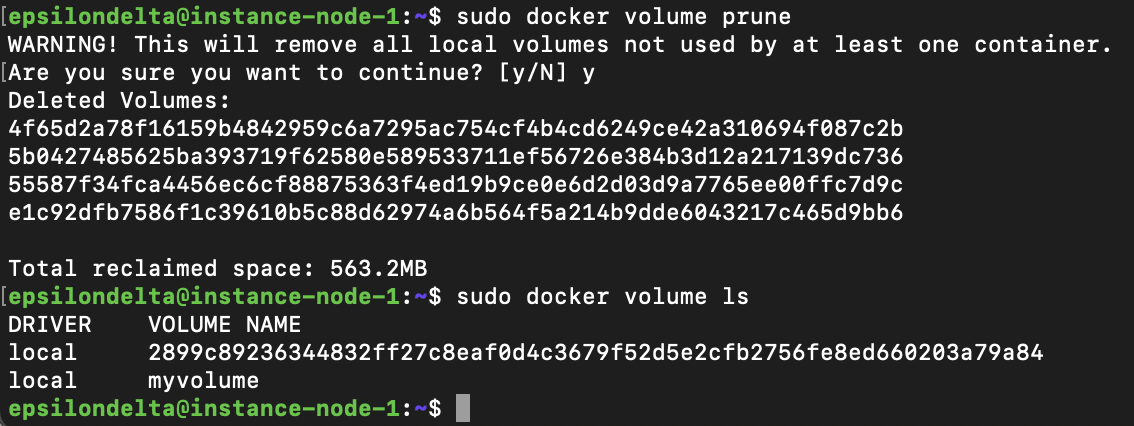 [epsilondelta@instance-node-1:~$ sudo docker volume prune
WARNING! This will remove all local volumes not used by at least one container.
[Are you sure you want to continue? [y/N] y
Deleted Volumes:
4f65d2a78f16159b4842959c6a7295ac754cf4b4cd6249ce42a310694f087c2b
5b0427485625ba393719f62580e589533711ef56726e384b3d12a217139dc736
55587f34fca4456ec6cf88875363f4ed19b9ce0e6d2d03d9a7765ee00ffc7d9c
e1c92dfb7586f1c39610b5c88d62974a6b564f5a214b9dde6043217c465d9bb6
Total reclaimed space: 563.2MB
[epsilondelta@instance-node-1:~$ sudo docker volume ls
DRIVER    VOLUME NAME
local     2899c89236344832ff27c8eaf0d4c3679f52d5e2cfb2756fe8ed660203a79a84
local     myvolume
epsilondelta@instance-node-1:~$